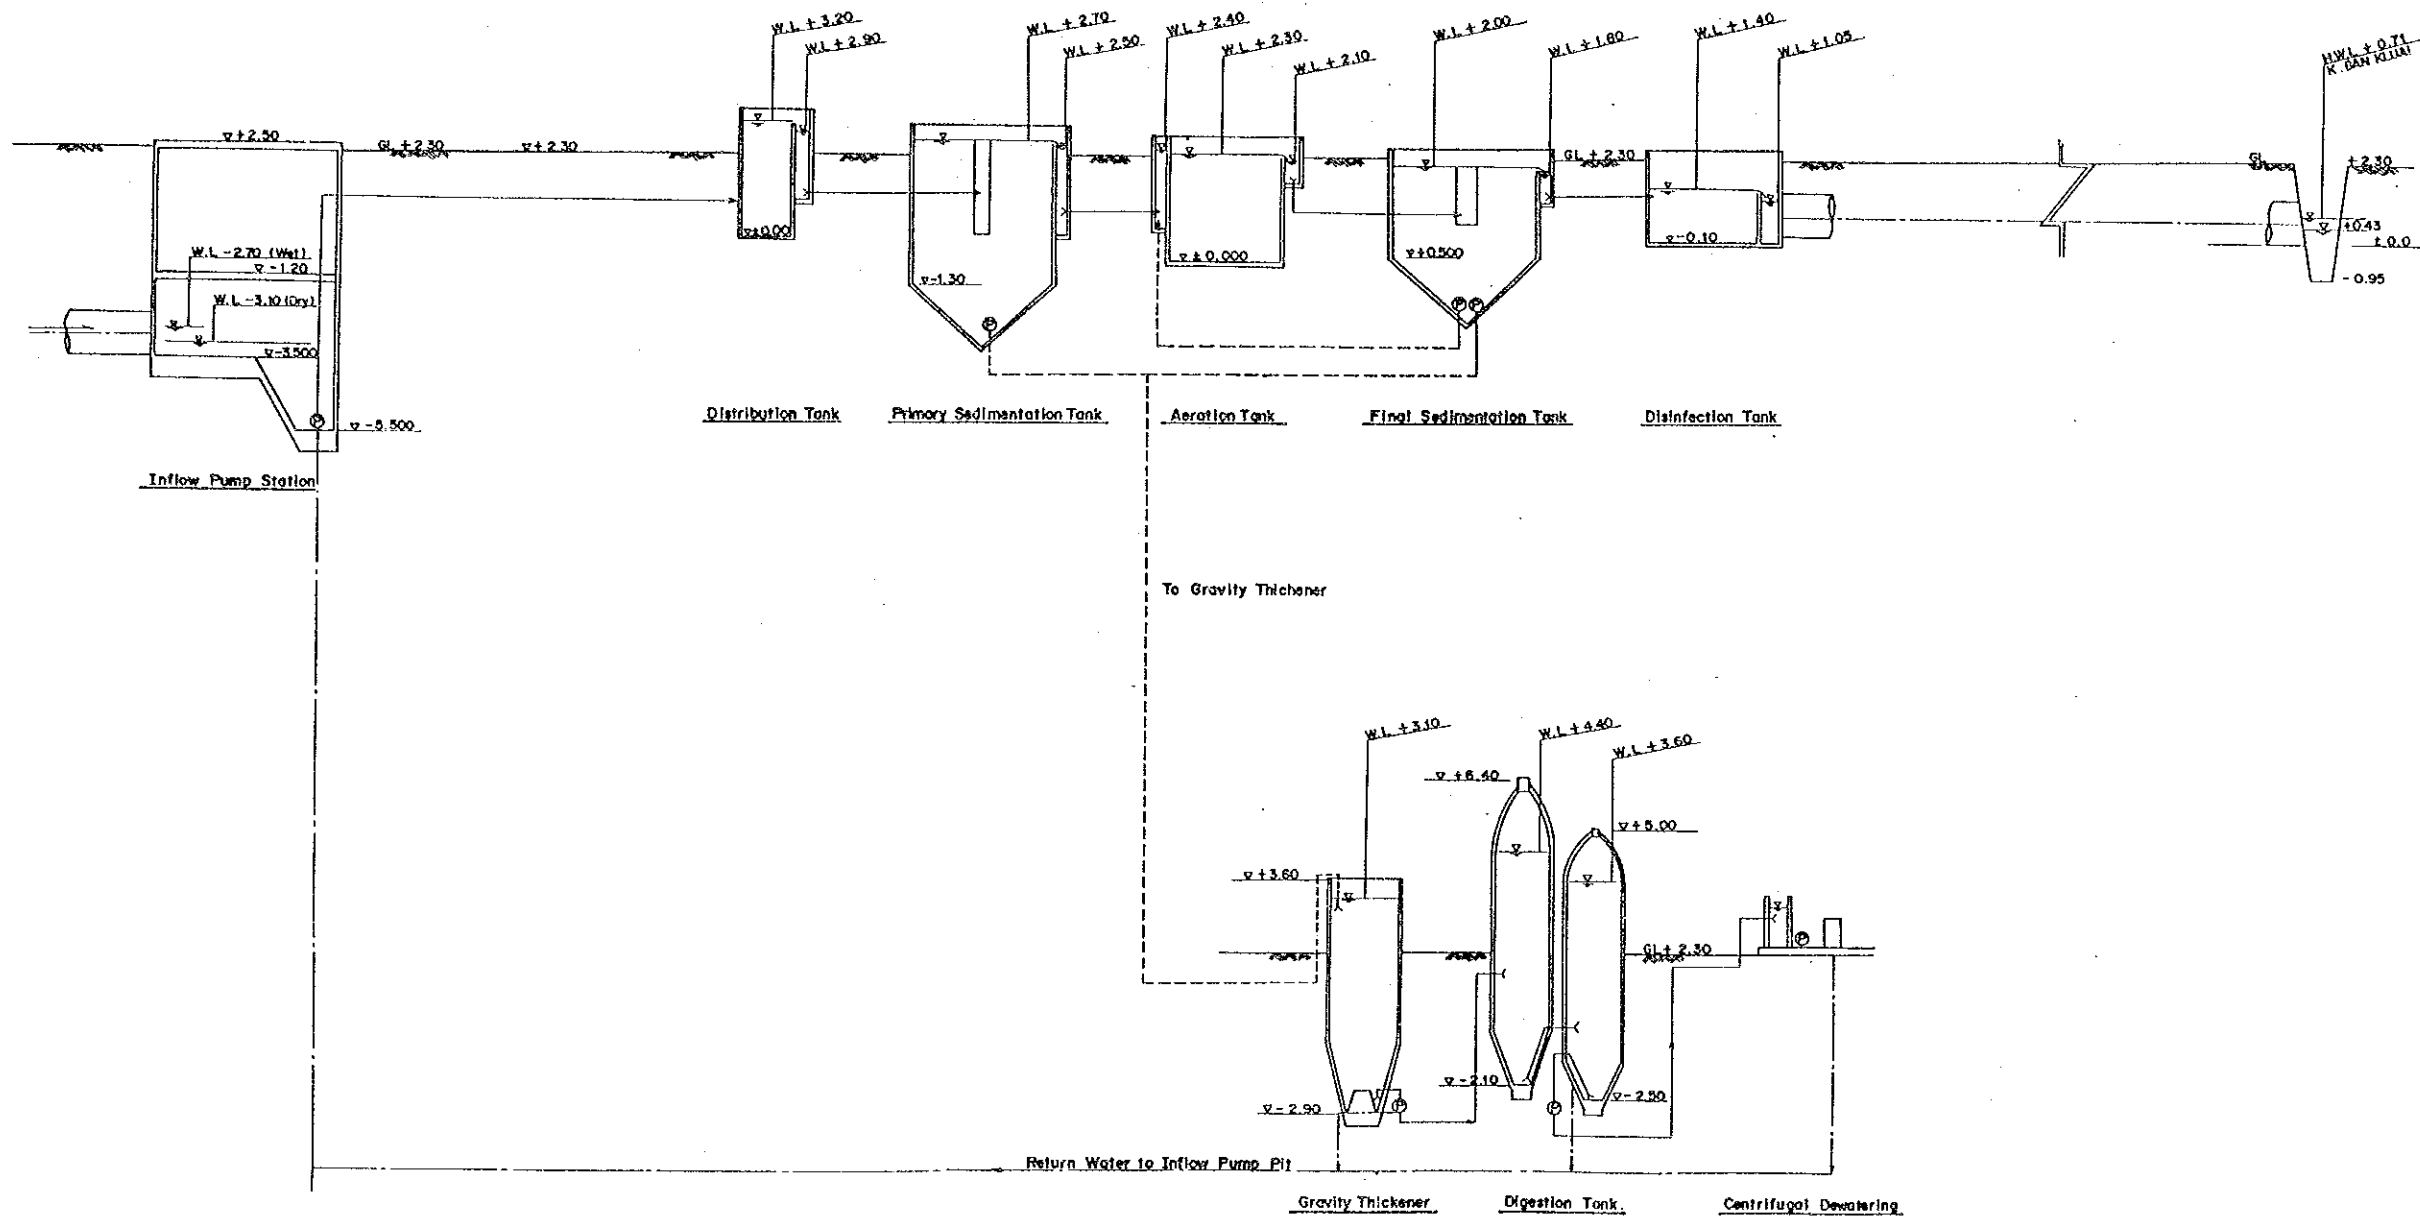 W.L + 3.20
W.L + 2.90
W.L + 2.70
W.L + 2.50
W.L + 2.40
W.L + 2.30
W.L + 2.10
W.L + 2.00
W.L + 1.60
W.L + 1.40
W.L + 1.05
H.W.L + 0.71
+2.50
GL +2.30
+2.30
GL +2.30
GL
+2.30
W.L -2.70 (Wet)
-1.20
W.L -3.10 (Dry)
-3.500
-5.500
±0.00
-1.30
±0.000
+0.500
-0.10
+0.43
±0.0
-0.95
Distribution Tank
Primary Sedimentation Tank
Aeration Tank
Final Sedimentation Tank
Disinfection Tank
Inflow Pump Station
To Gravity Thichener
W.L +3.10
W.L +4.40
W.L +3.60
+6.40
+5.00
+3.60
GL+2.30
-2.10
-2.50
-2.90
P
P
P
P
P
P
P
Return Water to Inflow Pump Pit
Gravity Thickener
Digestion Tank.
Centrifugal Dewatering